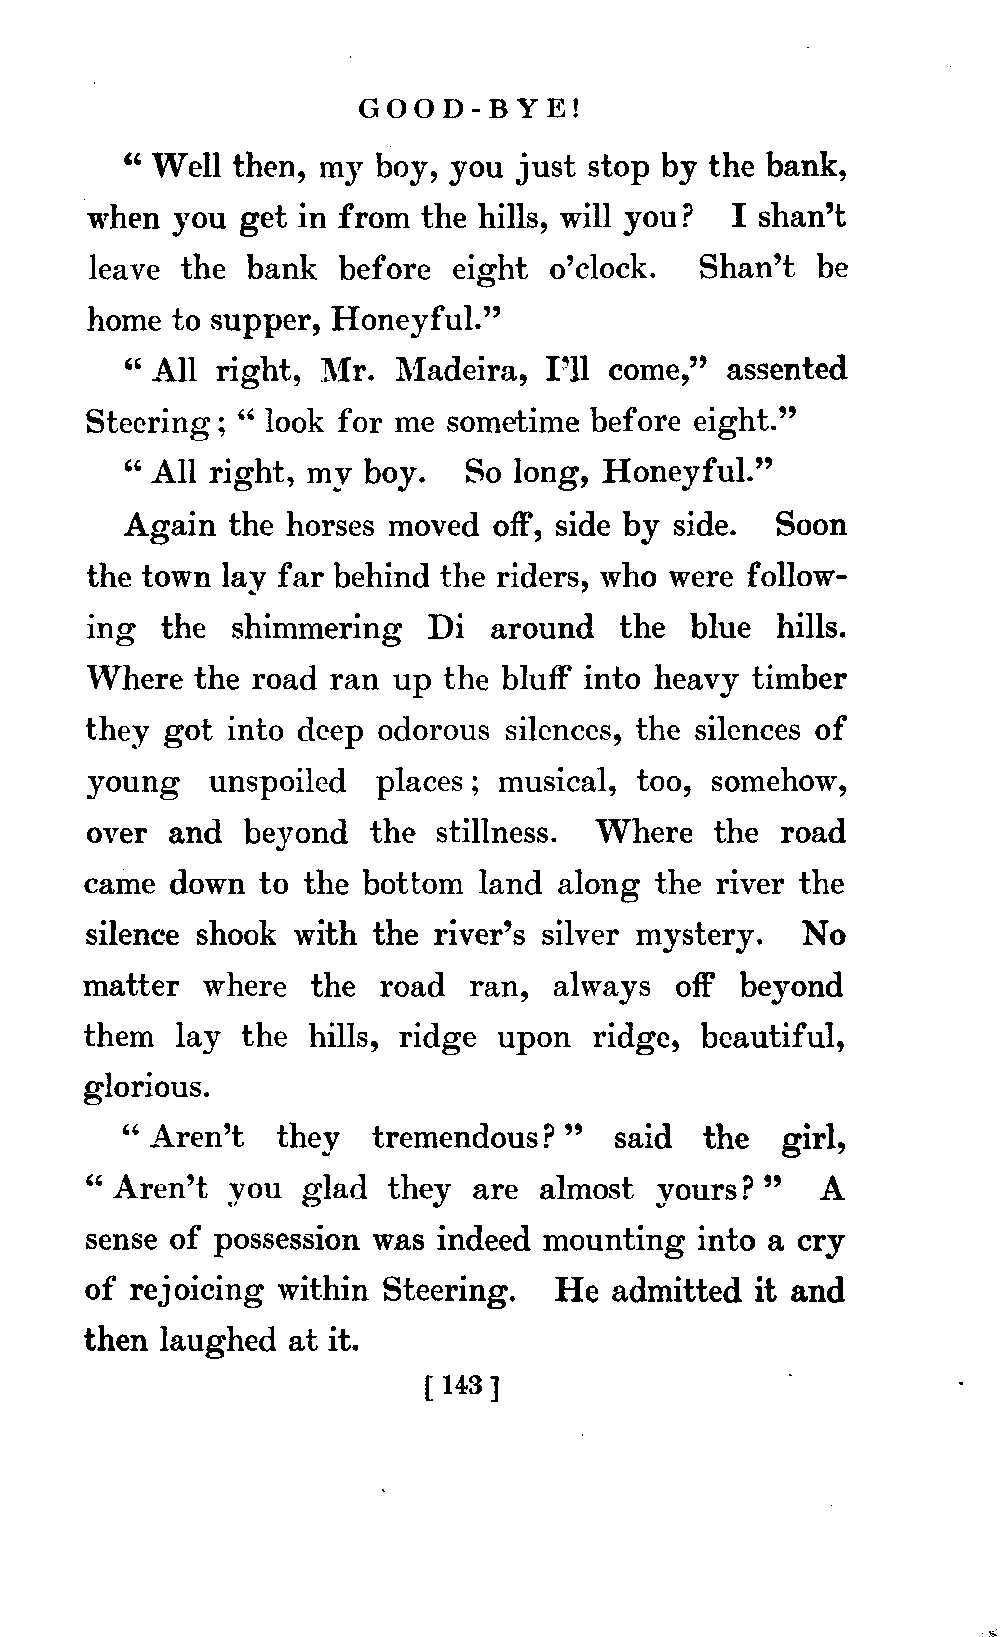 GOOD-BYE!
“ Well then, my boy, you just stop by the bank,
when you get in from the hills, will you? I shan’t
leave the bank before eight o’clock. Shan’t be
home to supper, Honeyful.”
“ All right, Mr. Madeira, I’ll come,” assented
Steering ; “ look for me sometime before eight.”
“ All right, my boy. So long, Honeyful.”
Again the horses moved off, side by side. Soon
the town lay far behind the riders, who were follow-
ing the shimmering Di around the blue hills.
Where the road ran up the bluff into heavy timber
they got into deep odorous silences, the silences of
young unspoiled places ; musical, too, somehow,
over and beyond the stillness. Where the road
came down to the bottom land along the river the
silence shook with the river’s silver mystery. No
matter where the road ran, always off beyond
them lay the hills, ridge upon ridge, beautiful,
glorious.
“ Aren’t they tremendous? ” said the girl,
“ Aren’t you glad they are almost yours? ” A
sense of possession was indeed mounting into a cry
of rejoicing within Steering. He admitted it and
then laughed at it.
[ 143 ]